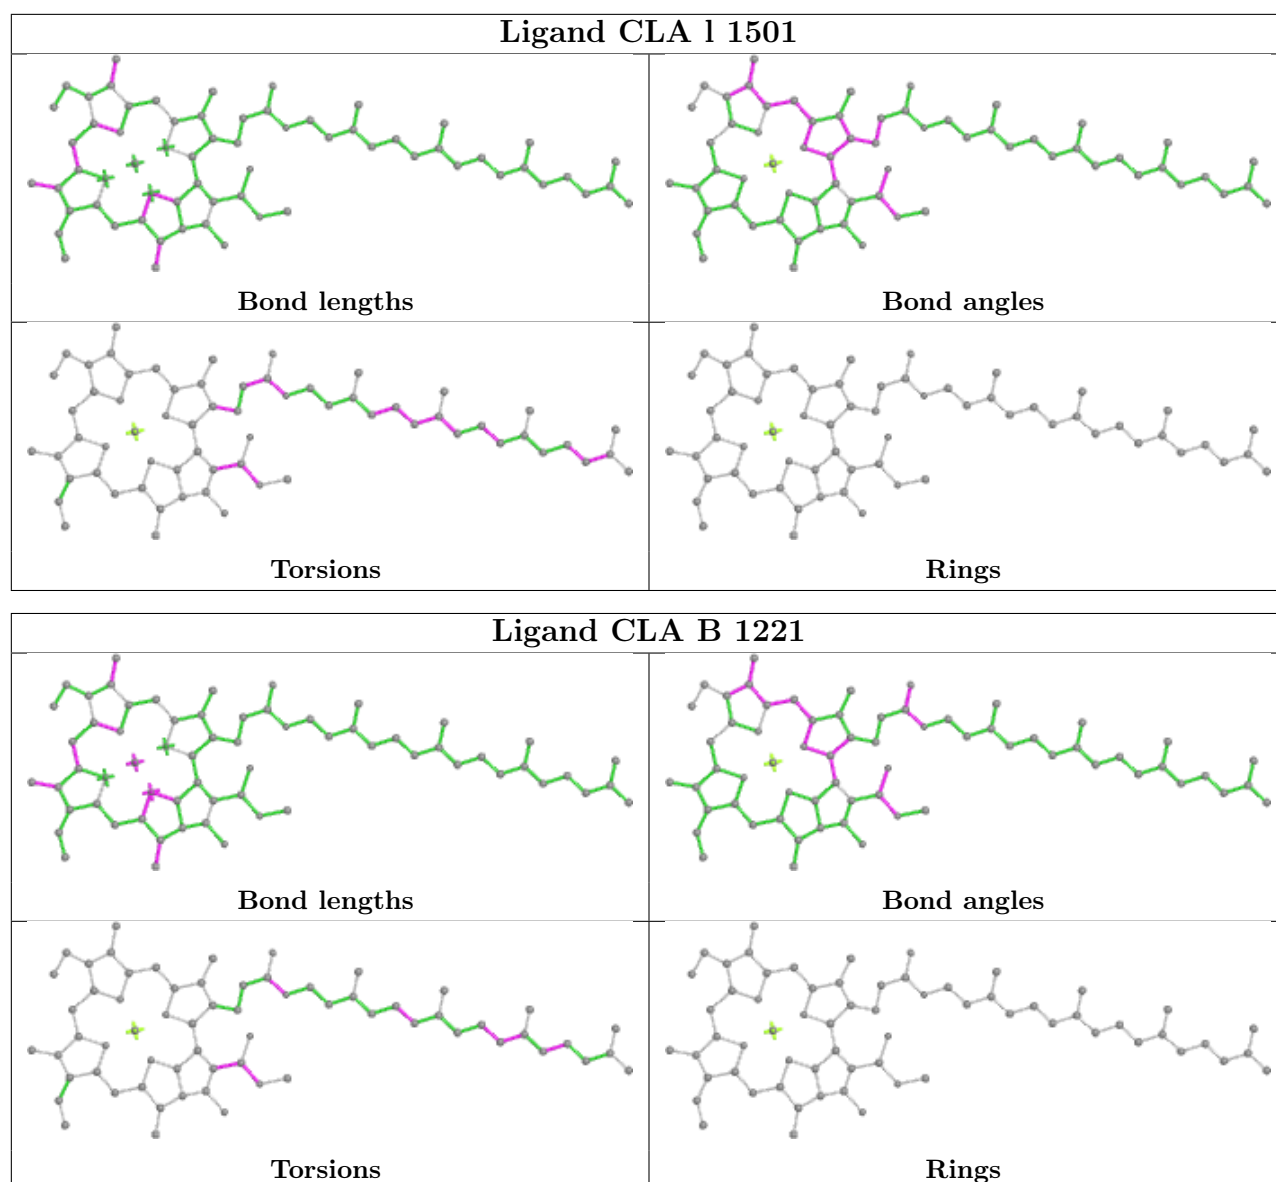 Ligand CLA l 1501
Bond lengths
Bond angles
Torsions
Rings
Ligand CLA B 1221
Bond lengths
Bond angles
Torsions
Rings